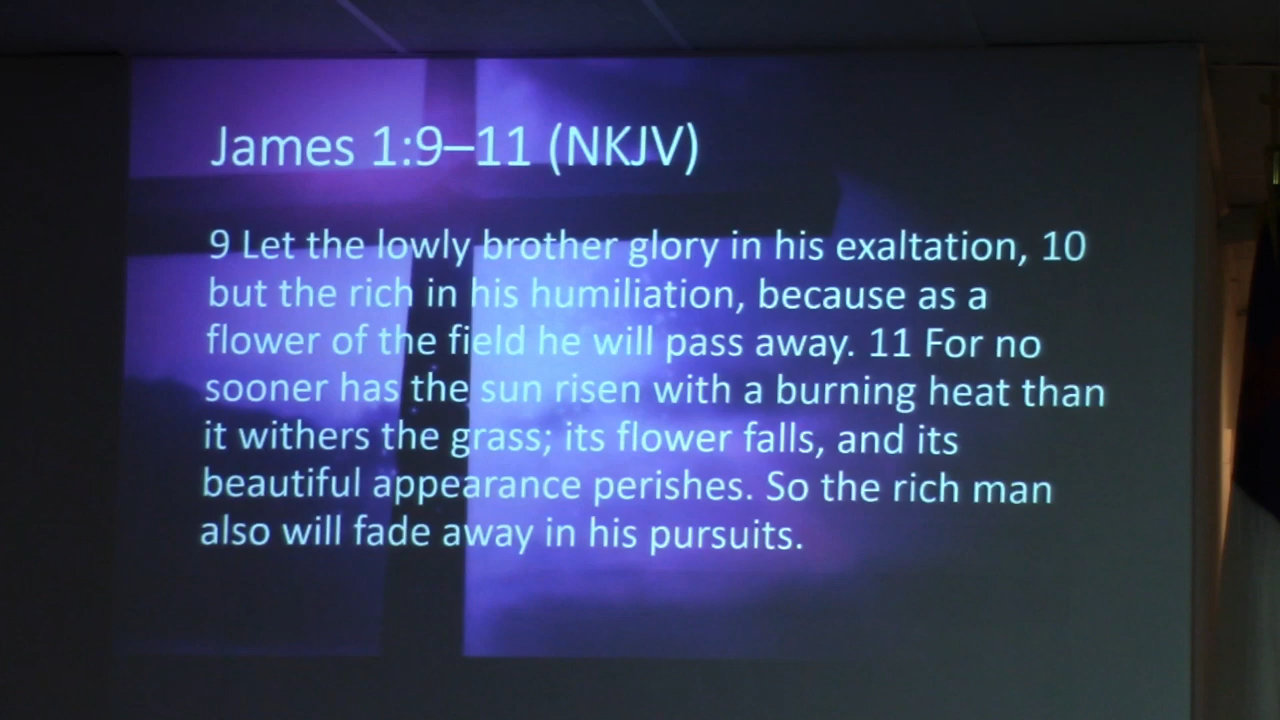 James 1:9–11 (NKJV)
9 Let the lowly brother glory in his exaltation, 10
but the rich in his humiliation, because as a
flower of the field he will pass away. 11 For no
sooner has the sun risen with a burning heat than
it withers the grass; its flower falls, and its
beautiful appearance perishes. So the rich man
also will fade away in his pursuits.